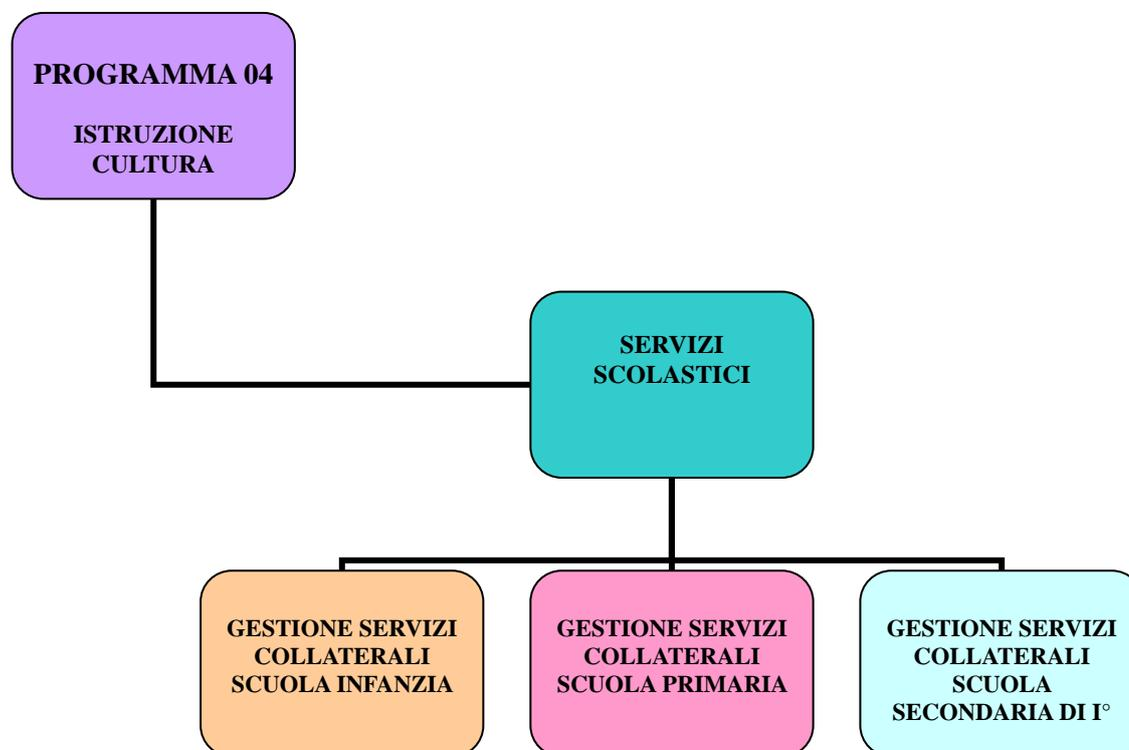 PROGRAMMA 04
ISTRUZIONE
CULTURA
SERVIZI
SCOLASTICI
GESTIONE SERVIZI
COLLATERALI
SCUOLA INFANZIA
GESTIONE SERVIZI
COLLATERALI
SCUOLA PRIMARIA
GESTIONE SERVIZI
COLLATERALI
SCUOLA
SECONDARIA DI I°